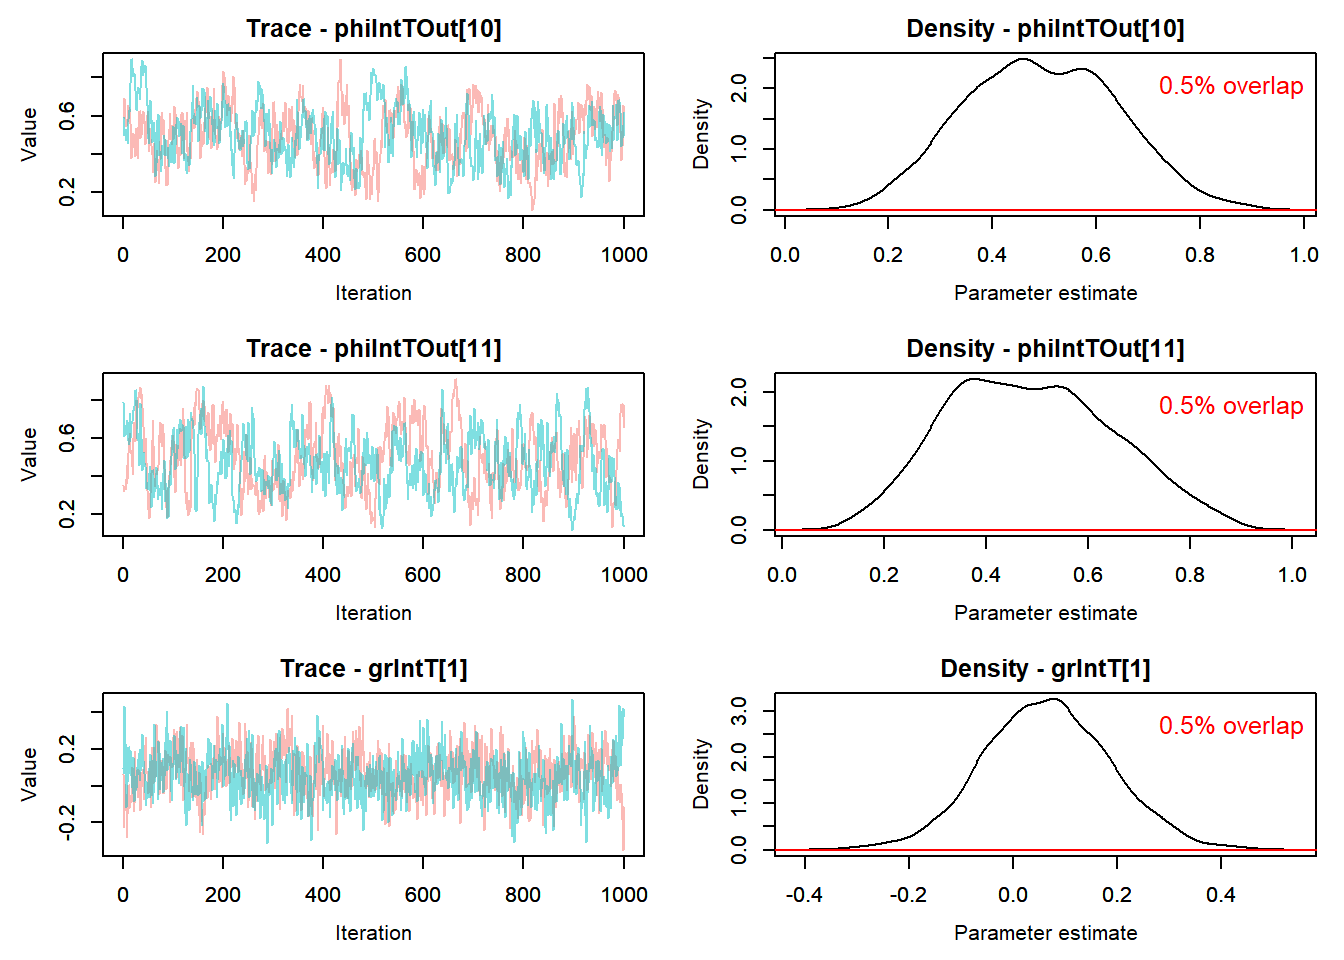 Trace - phiIntTOut[10]
Value
0.2 0.6
0 200 400 600 800 1000
Iteration
Density - phiIntTOut[10]
0.5% overlap
Density
0.0 1.0 2.0
0.0 0.2 0.4 0.6 0.8 1.0
Parameter estimate
Trace - phiIntTOut[11]
Value
0.2 0.6
0 200 400 600 800 1000
Iteration
Density - phiIntTOut[11]
0.5% overlap
Density
0.0 1.0 2.0
0.0 0.2 0.4 0.6 0.8 1.0
Parameter estimate
Trace - grIntT[1]
Value
-0.2 0.2
0 200 400 600 800 1000
Iteration
Density - grIntT[1]
0.5% overlap
Density
0.0 1.0 2.0 3.0
-0.4 -0.2 0.0 0.2 0.4
Parameter estimate